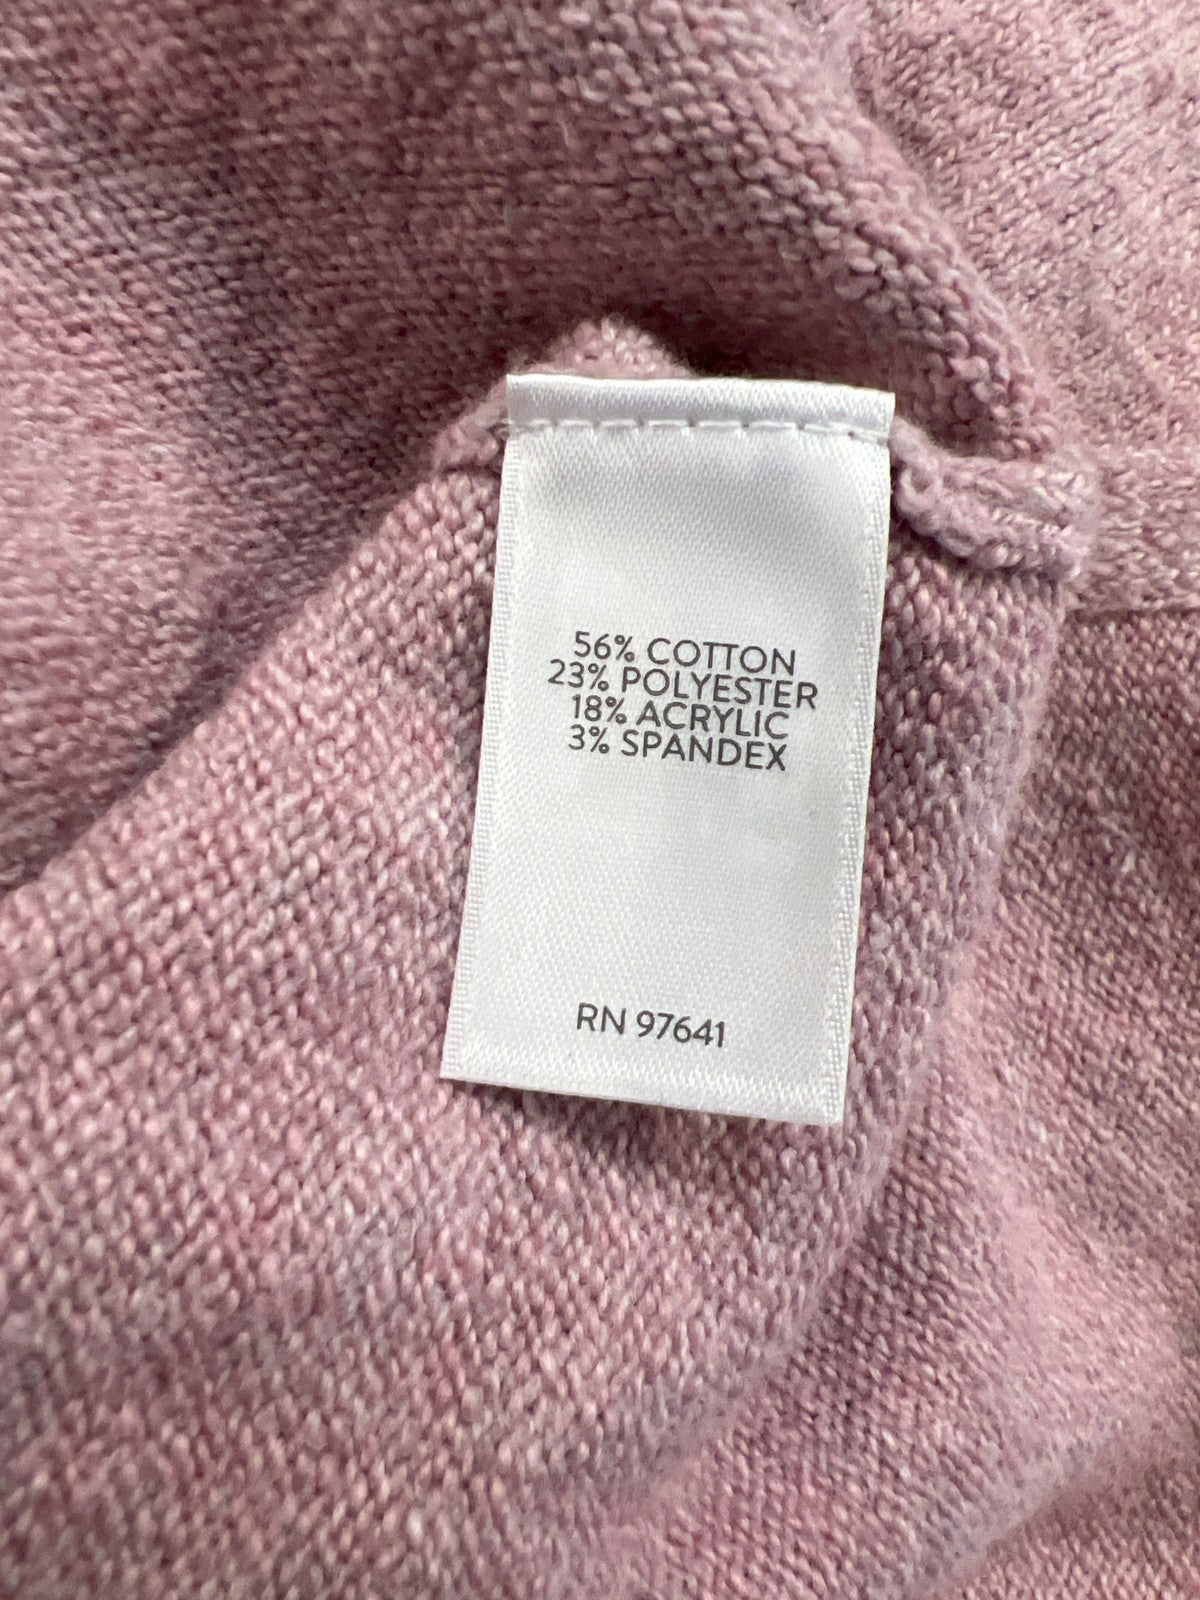 56% COTTON
23% POLYESTER
18% ACRYLIC
3% SPANDEX
RN 97641